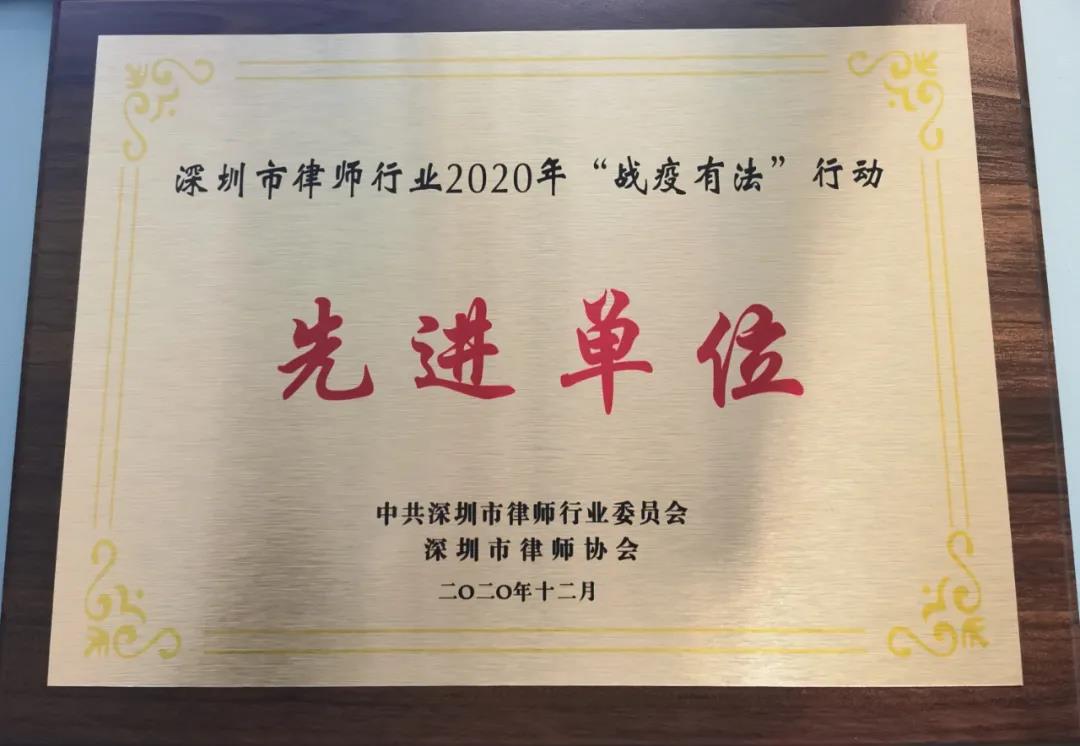 深圳市律师行业2020年“战疫有法”行动
先进单位
中共深圳市律师行业委员会
深圳市律师协会
二〇二〇年十二月